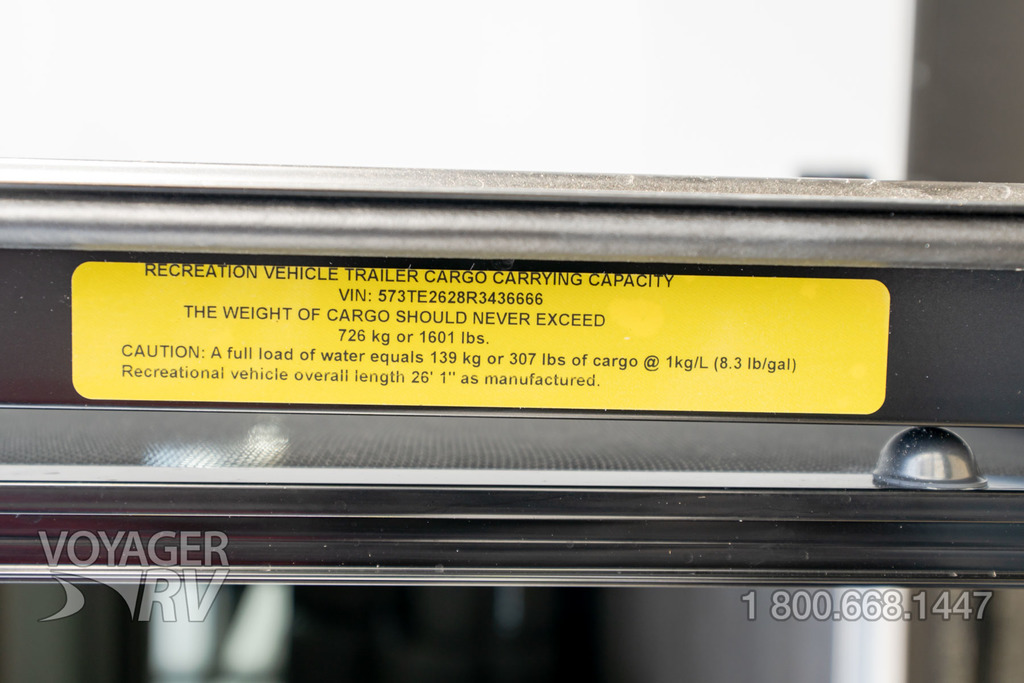 RECREATION VEHICLE TRAILER CARGO CARRYING CAPACITY
VIN: 573TE2628R3436666
THE WEIGHT OF CARGO SHOULD NEVER EXCEED
726 kg or 1601 lbs.
CAUTION: A full load of water equals 139 kg or 307 lbs of cargo @ 1kg/L (8.3 lb/gal)
Recreational vehicle overall length 26' 1" as manufactured.
VOYAGER
RV
1 800.668.1447